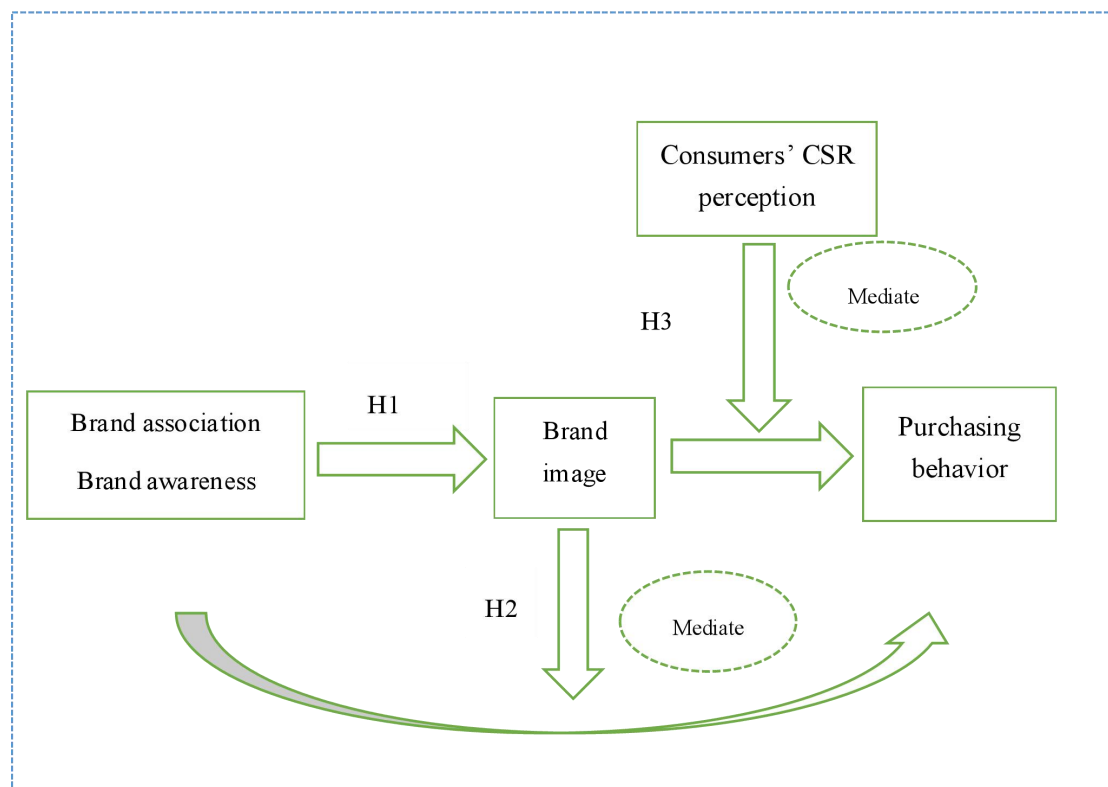 Consumers’ CSR
perception
Mediate
H3
H1
Brand association
Brand awareness
Brand
image
Purchasing
behavior
H2
Mediate